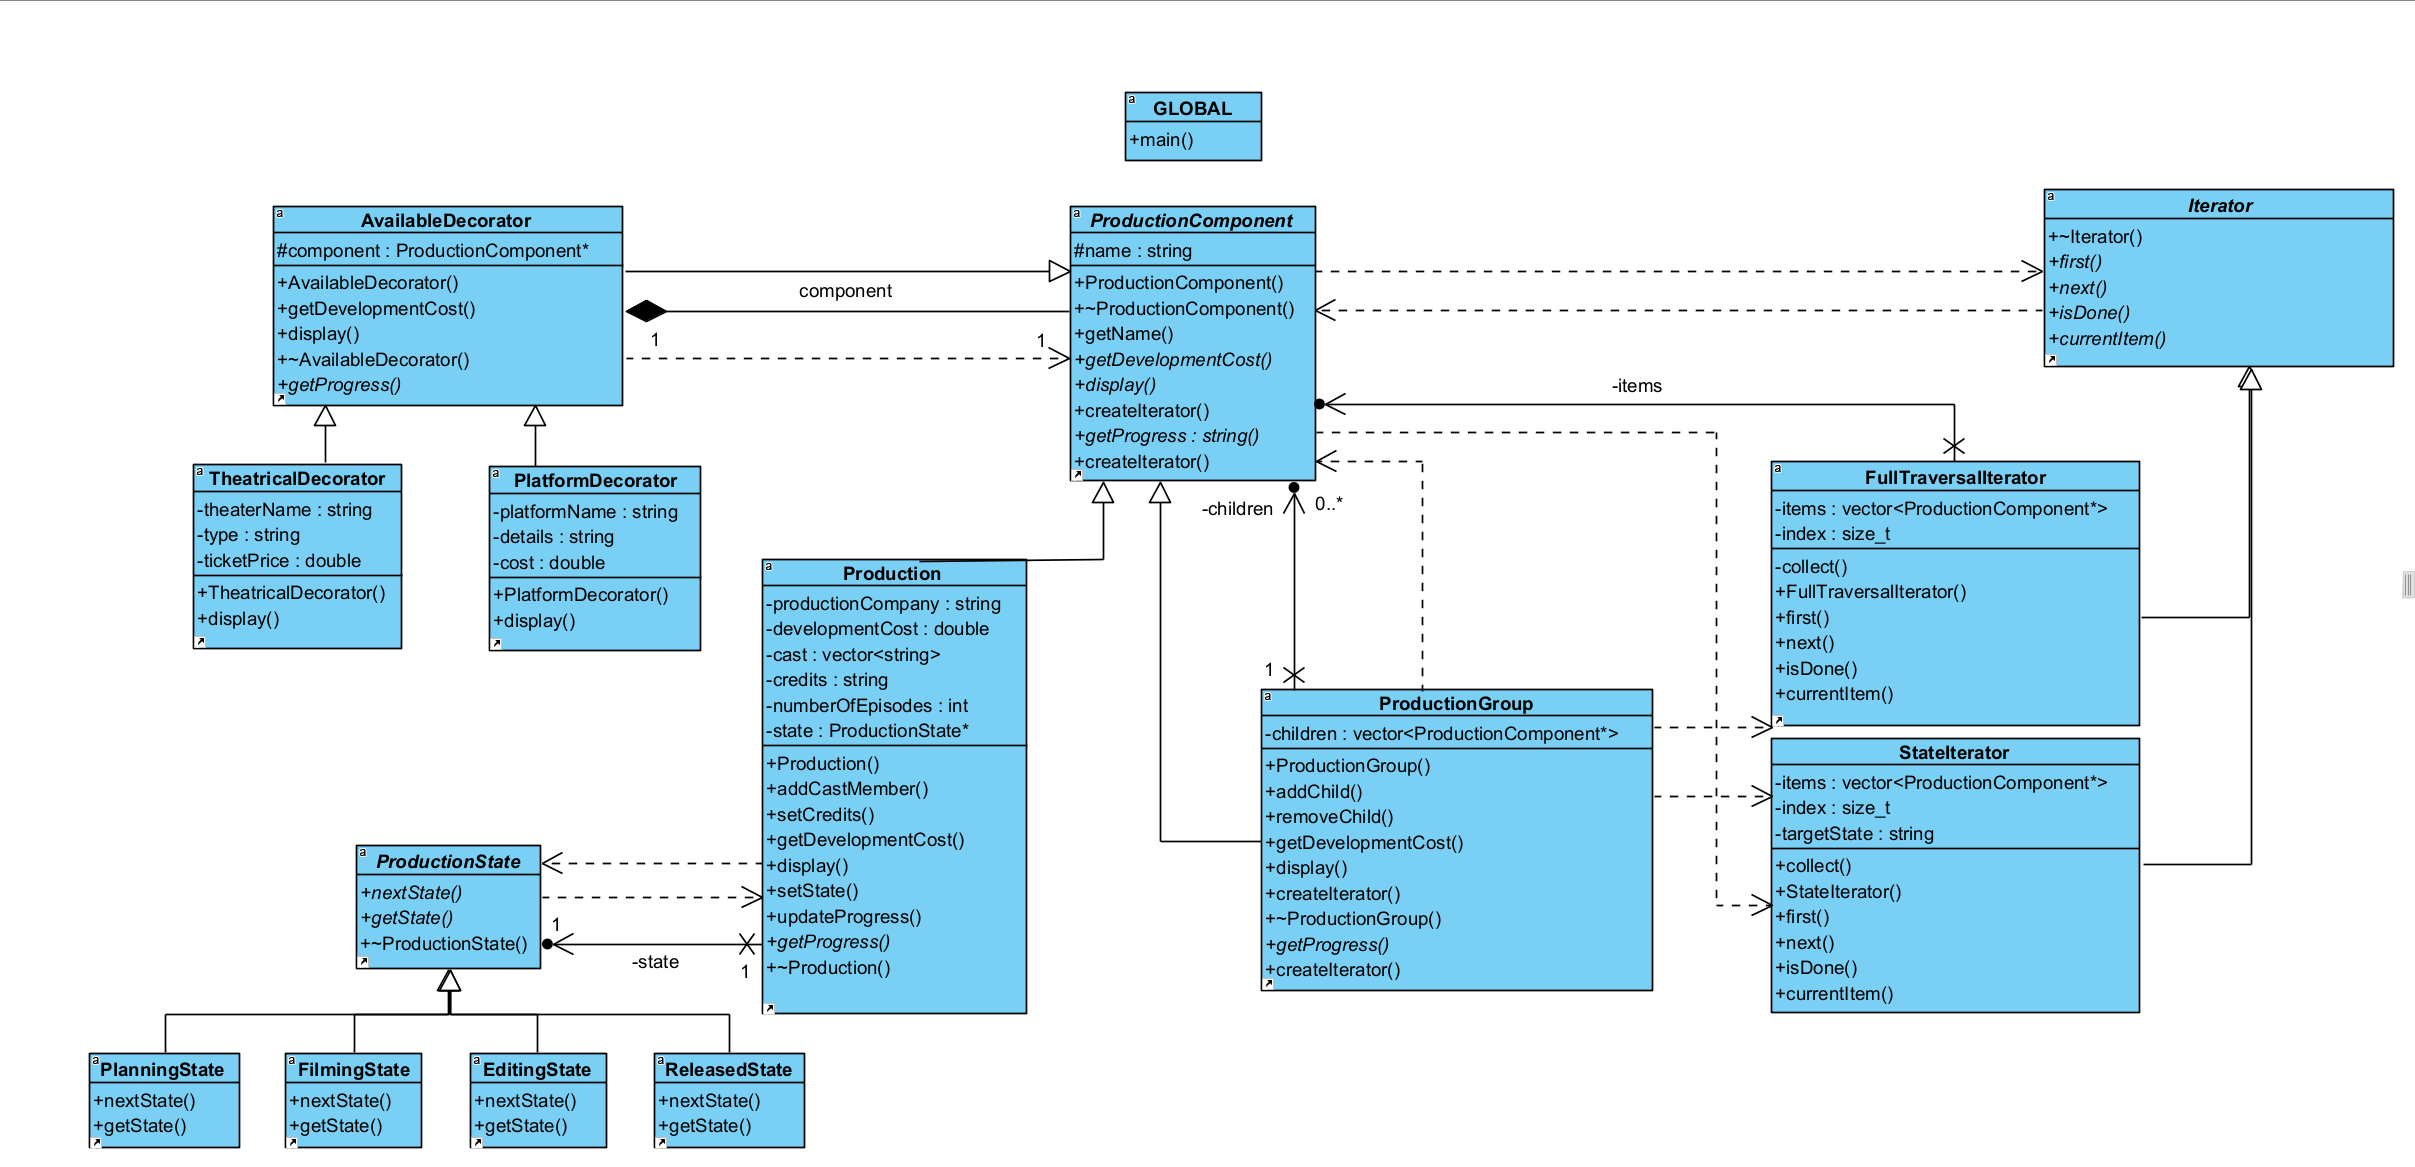 a
GLOBAL
+main()
a
AvailableDecorator
#component : ProductionComponent*
+AvailableDecorator()
+getDevelopmentCost()
+display()
+~AvailableDecorator()
+getProgress()
component
1
1
a
ProductionComponent
#name : string
+ProductionComponent()
+~ProductionComponent()
+getName()
+getDevelopmentCost()
+display()
+createIterator()
+getProgress : string()
+createIterator()
a
Iterator
+~Iterator()
+first()
+next()
+isDone()
+currentItem()
-items
a
TheatricalDecorator
-theaterName : string
-type : string
-ticketPrice : double
+TheatricalDecorator()
+display()
a
PlatformDecorator
-platformName : string
-details : string
-cost : double
+PlatformDecorator()
+display()
-children
0..*
1
a
FullTraversalIterator
-items : vector<ProductionComponent*>
-index : size_t
-collect()
+FullTraversalIterator()
+first()
+next()
+isDone()
+currentItem()
a
Production
-productionCompany : string
-developmentCost : double
-cast : vector<string>
-credits : string
-numberOfEpisodes : int
-state : ProductionState*
+Production()
+addCastMember()
+setCredits()
+getDevelopmentCost()
+display()
+setState()
+updateProgress()
+getProgress()
+~Production()
a
ProductionGroup
-children : vector<ProductionComponent*>
+ProductionGroup()
+addChild()
+removeChild()
+getDevelopmentCost()
+display()
+createIterator()
+~ProductionGroup()
+getProgress()
+createIterator()
StateIterator
-items : vector<ProductionComponent*>
-index : size_t
-targetState : string
+collect()
+StateIterator()
+first()
+next()
+isDone()
+currentItem()
a
ProductionState
+nextState()
+getState()
+~ProductionState()
1
-state
1
a
PlanningState
+nextState()
+getState()
a
FilmingState
+nextState()
+getState()
a
EditingState
+nextState()
+getState()
a
ReleasedState
+nextState()
+getState()